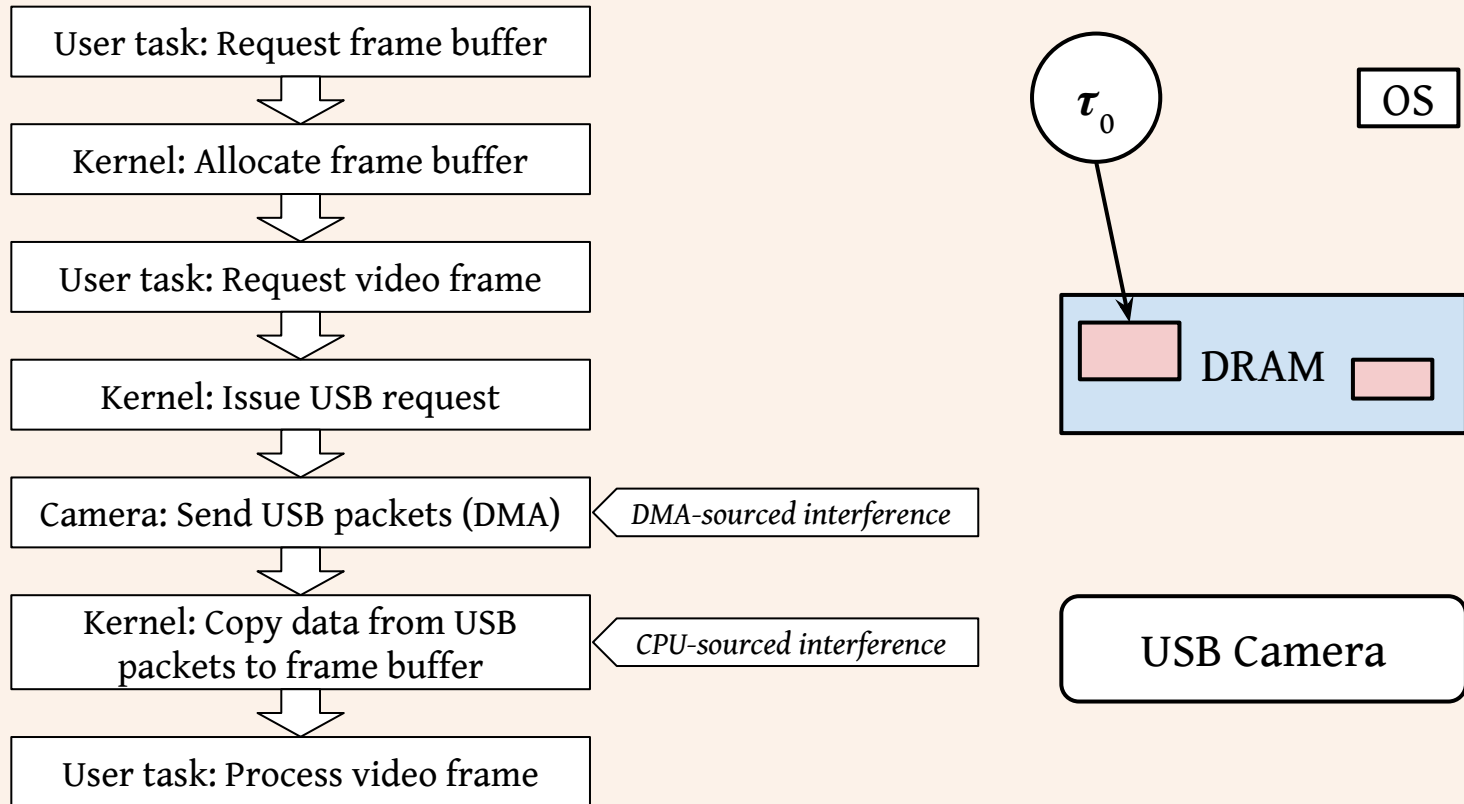 User task: Request frame buffer
Kernel: Allocate frame buffer
User task: Request video frame
Kernel: Issue USB request
Camera: Send USB packets (DMA)
DMA-sourced interference
Kernel: Copy data from USB
packets to frame buffer
CPU-sourced interference
User task: Process video frame
τ₀
OS
DRAM
USB Camera